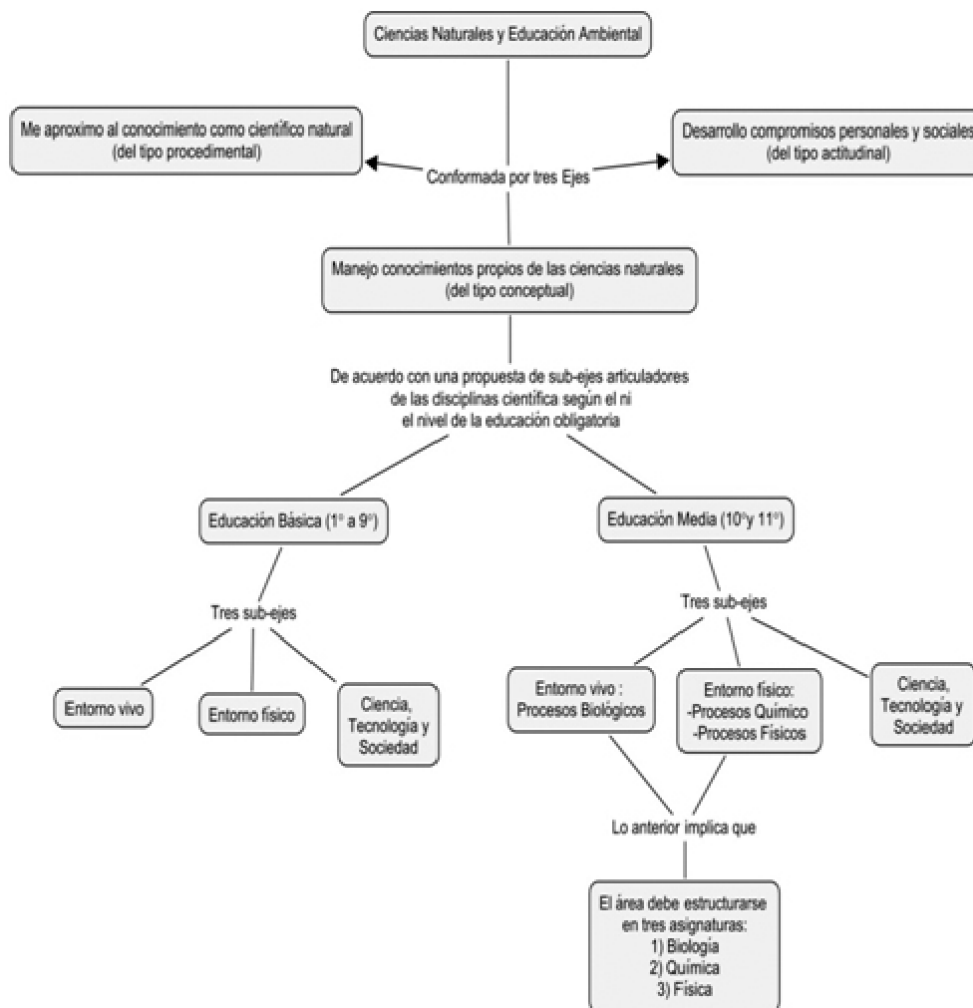 Ciencias Naturales y Educación Ambiental
Me aproximo al conocimiento como científico natural
(del tipo procedimental)
Desarrollo compromisos personales y sociales
(del tipo actitudinal)
Conformada por tres Ejes
Manejo conocimientos propios de las ciencias naturales
(del tipo conceptual)
De acuerdo con una propuesta de sub-ejes articuladores
de las disciplinas científica según el ni
el nivel de la educación obligatoria
Educación Básica (1° a 9°)
Educación Media (10°y 11°)
Tres sub-ejes
Tres sub-ejes
Entorno vivo
Entorno físico
Ciencia,
Tecnología y
Sociedad
Entorno vivo :
Procesos Biológicos
Entorno físico:
-Procesos Químico
-Procesos Físicos
Ciencia,
Tecnología y
Sociedad
Lo anterior implica que
El área debe estructurarse
en tres asignaturas:
1) Biología
2) Química
3) Física